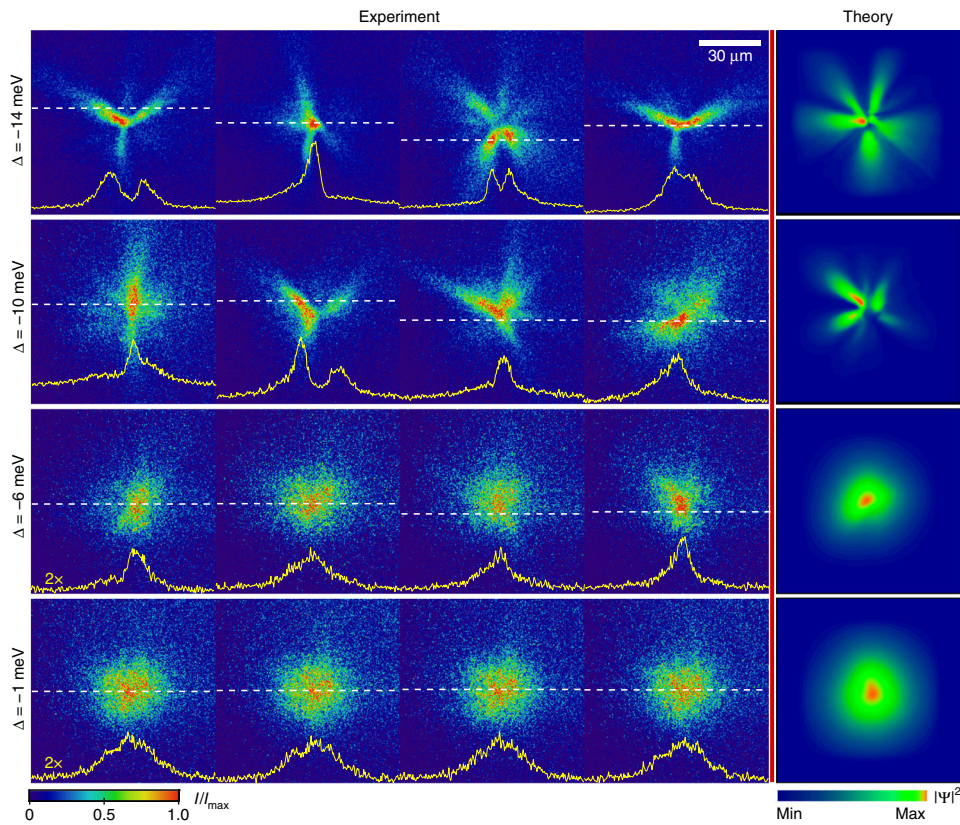 Experiment
Theory
30 μm
Δ = −14 meV
Δ = −10 meV
Δ = −6 meV
2×
Δ = −1 meV
2×
0 0.5 1.0 I/Imax
Min Max |Ψ|²